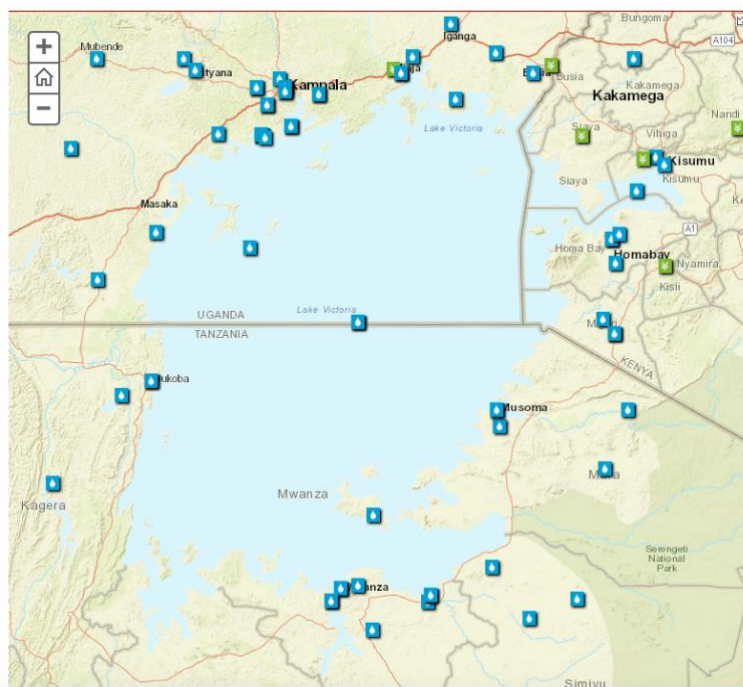 Bungoma
Iganga
A104
Mubende
Busia
Kampala
Kakamega
Kakamega
Lake Victoria
Siaya
Vihiga
Nandi
Kisumu
Kisumu
Siaya
Masaka
A1
Homa Bay
Homabay
Nyamira
Kisii
UGANDA
Lake Victoria
TANZANIA
KENYA
Musoma
Mwanza
Kagera
Serengeti
National
Park
Simiyu